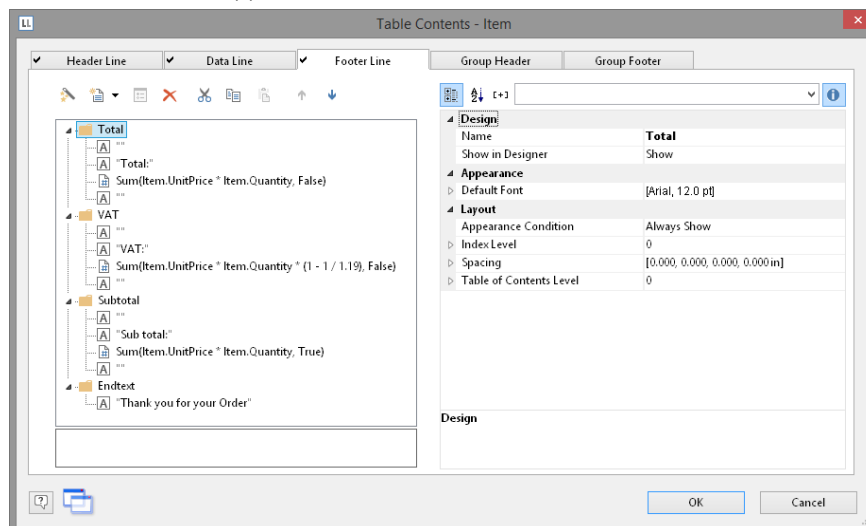 LL
Table Contents - Item
Header Line
Data Line
Footer Line
Group Header
Group Footer
Total
""
"Total:"
Sum(Item.UnitPrice * Item.Quantity, False)
""
VAT
""
"VAT:"
Sum(Item.UnitPrice * Item.Quantity * (1 - 1 / 1.19), False)
""
Subtotal
""
"Sub total:"
Sum(Item.UnitPrice * Item.Quantity, True)
""
Endtext
"Thank you for your Order"
Design
Name Total
Show in Designer Show
Appearance
Default Font [Arial, 12.0 pt]
Layout
Appearance Condition Always Show
Index Level 0
Spacing [0.000, 0.000, 0.000, 0.000 in]
Table of Contents Level 0
Design
OK
Cancel